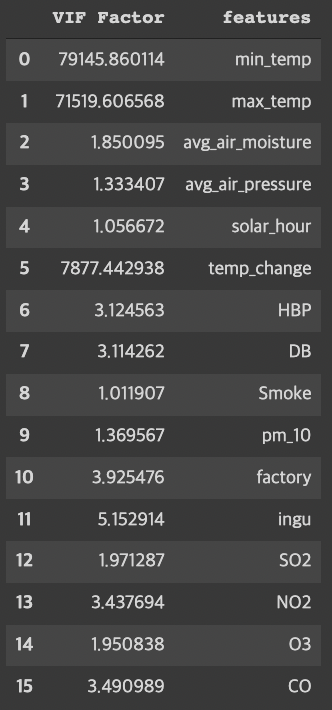 VIF Factor features
0 79145.860114 min_temp
1 71519.606568 max_temp
2 1.850095 avg_air_moisture
3 1.333407 avg_air_pressure
4 1.056672 solar_hour
5 7877.442938 temp_change
6 3.124563 HBP
7 3.114262 DB
8 1.011907 Smoke
9 1.369567 pm_10
10 3.925476 factory
11 5.152914 ingu
12 1.971287 SO2
13 3.437694 NO2
14 1.950838 O3
15 3.490989 CO